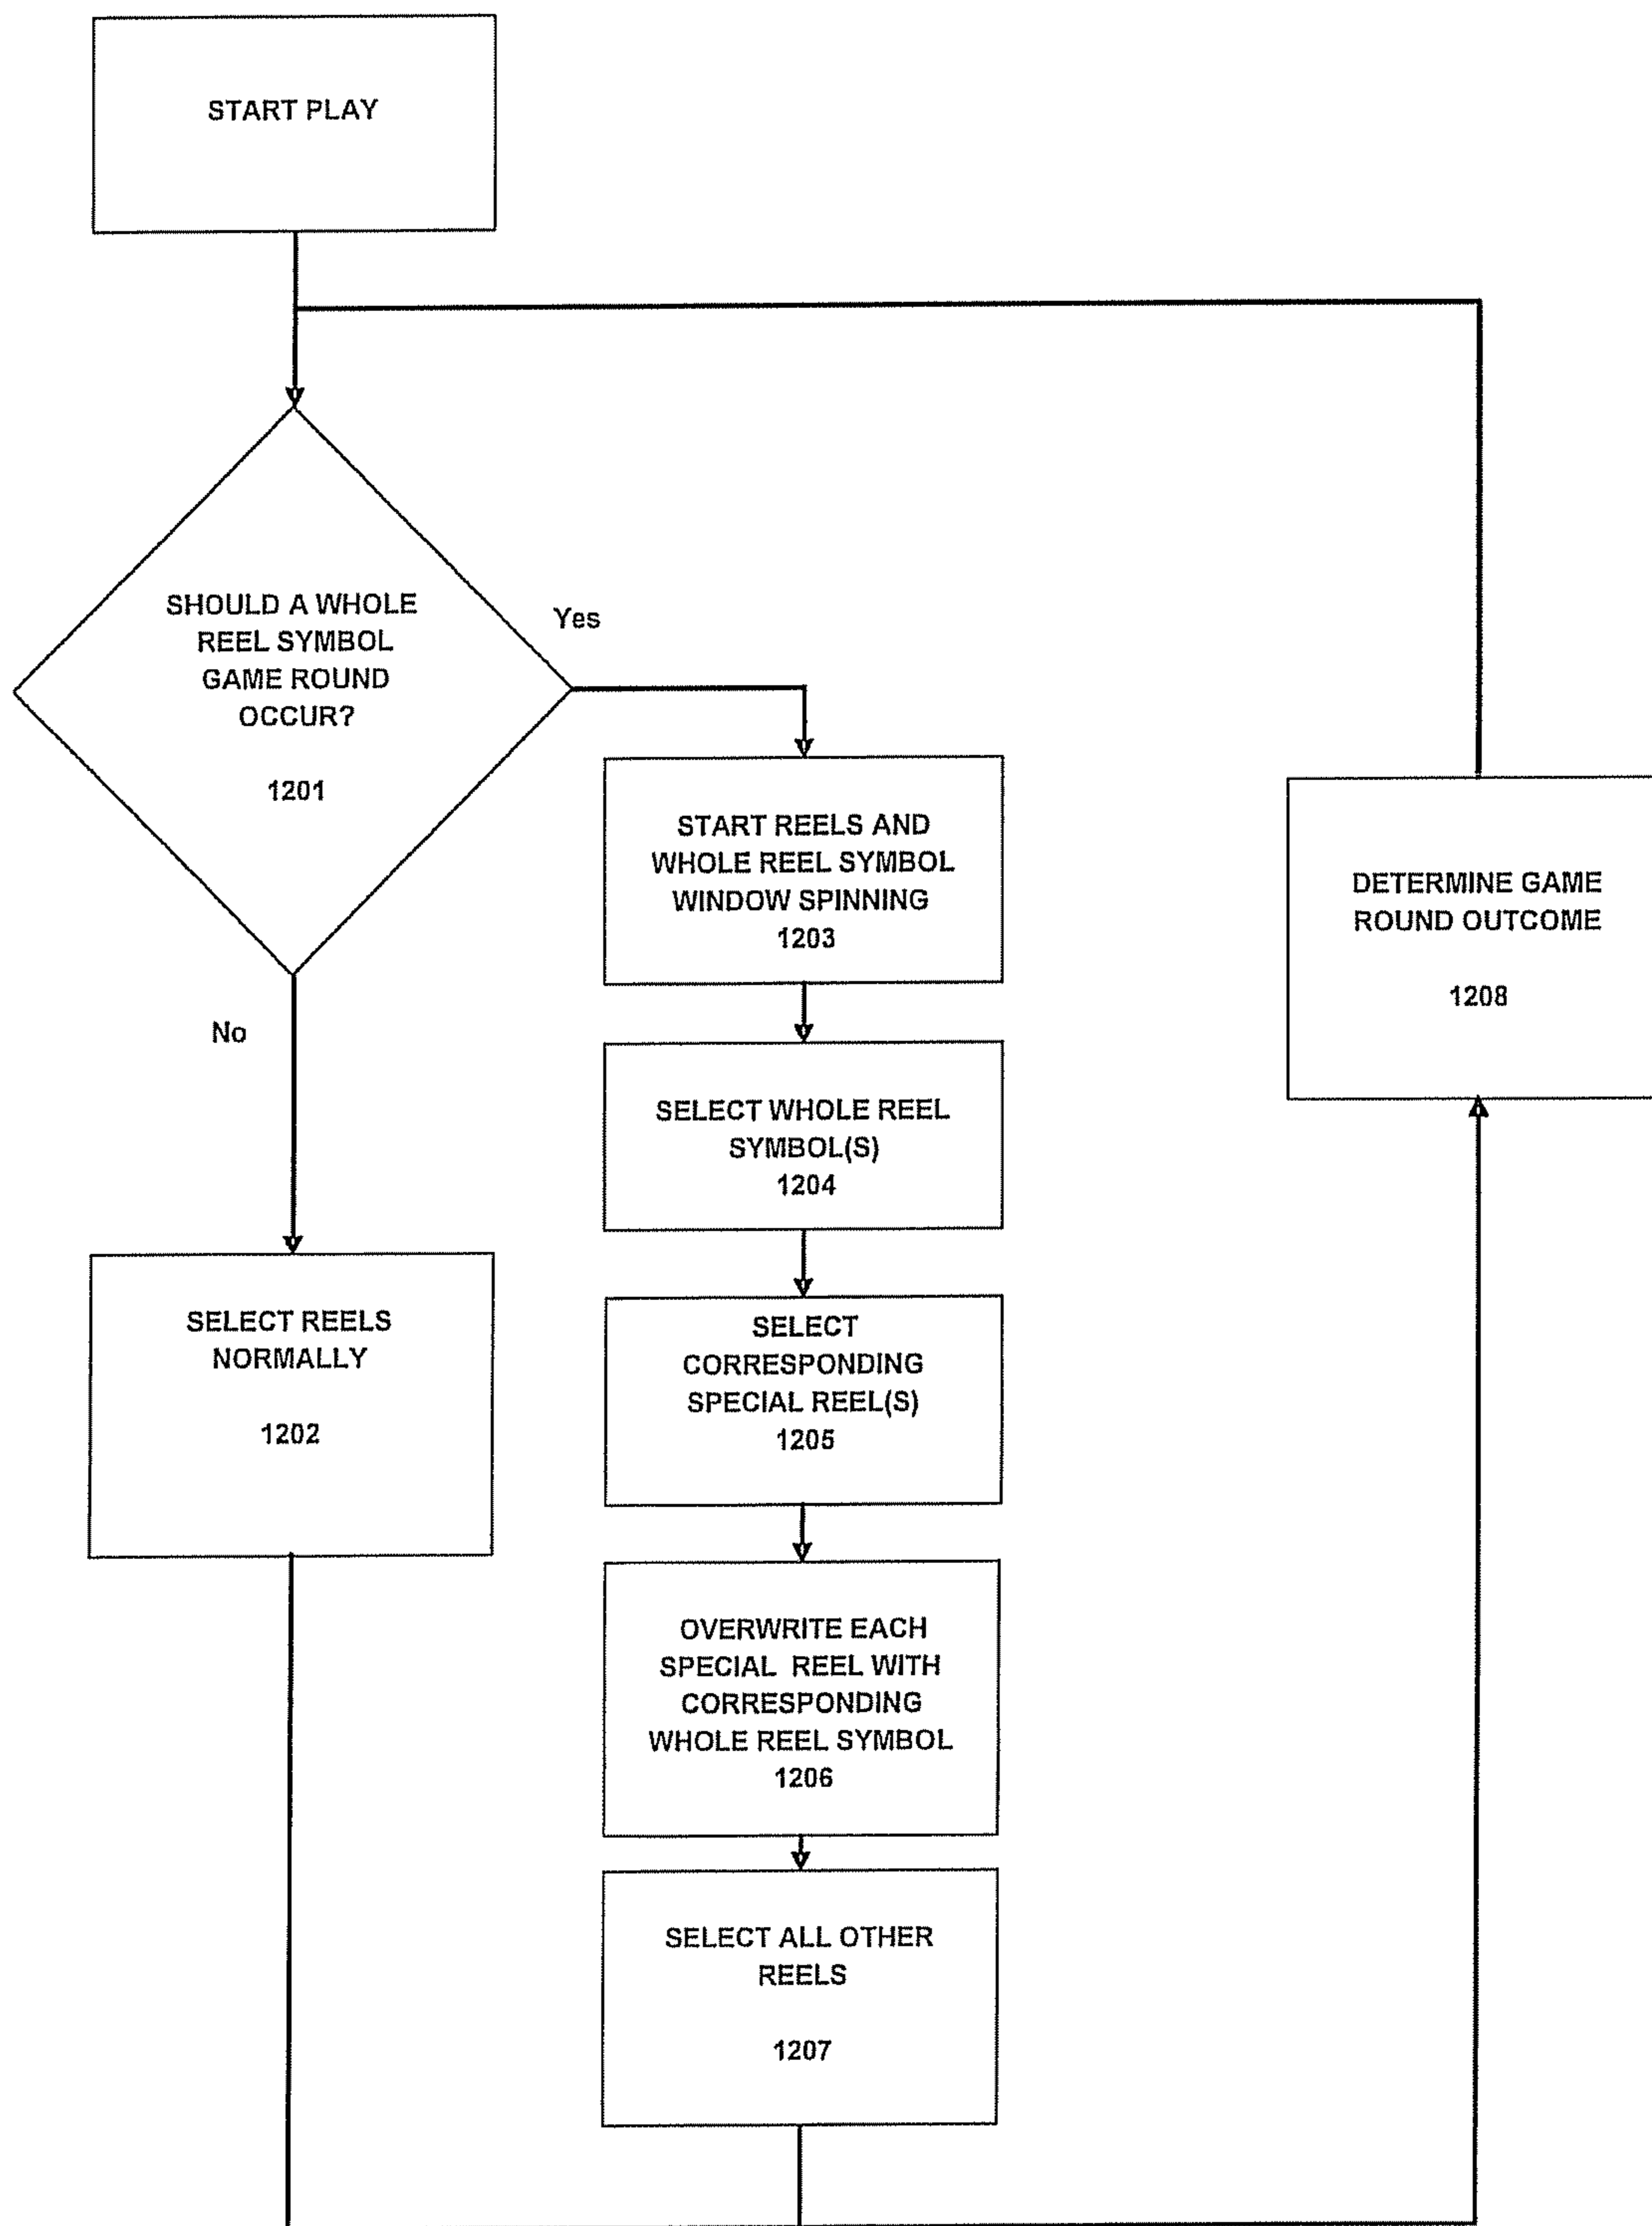 START PLAY
SHOULD A WHOLE
REEL SYMBOL
GAME ROUND
OCCUR?
1201
Yes
No
SELECT REELS
NORMALLY
1202
START REELS AND
WHOLE REEL SYMBOL
WINDOW SPINNING
1203
SELECT WHOLE REEL
SYMBOL(S)
1204
SELECT
CORRESPONDING
SPECIAL REEL(S)
1205
OVERWRITE EACH
SPECIAL REEL WITH
CORRESPONDING
WHOLE REEL SYMBOL
1206
SELECT ALL OTHER
REELS
1207
DETERMINE GAME
ROUND OUTCOME
1208